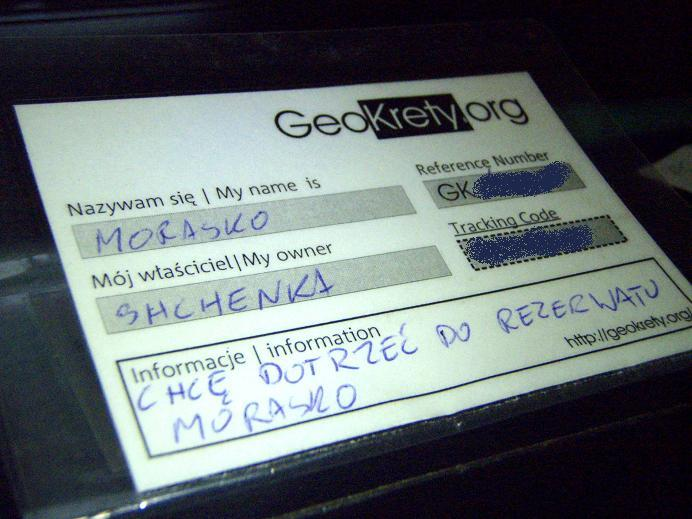 GeoKrety.org
Nazywam się | My name is
MORASKO
Reference Number
GK
Mój właściciel|My owner
SHCHENKA
Tracking Code
Informacje | information
CHCĘ DOTRZEĆ DO REZERWATU
MORASKO
http://geokrety.org/